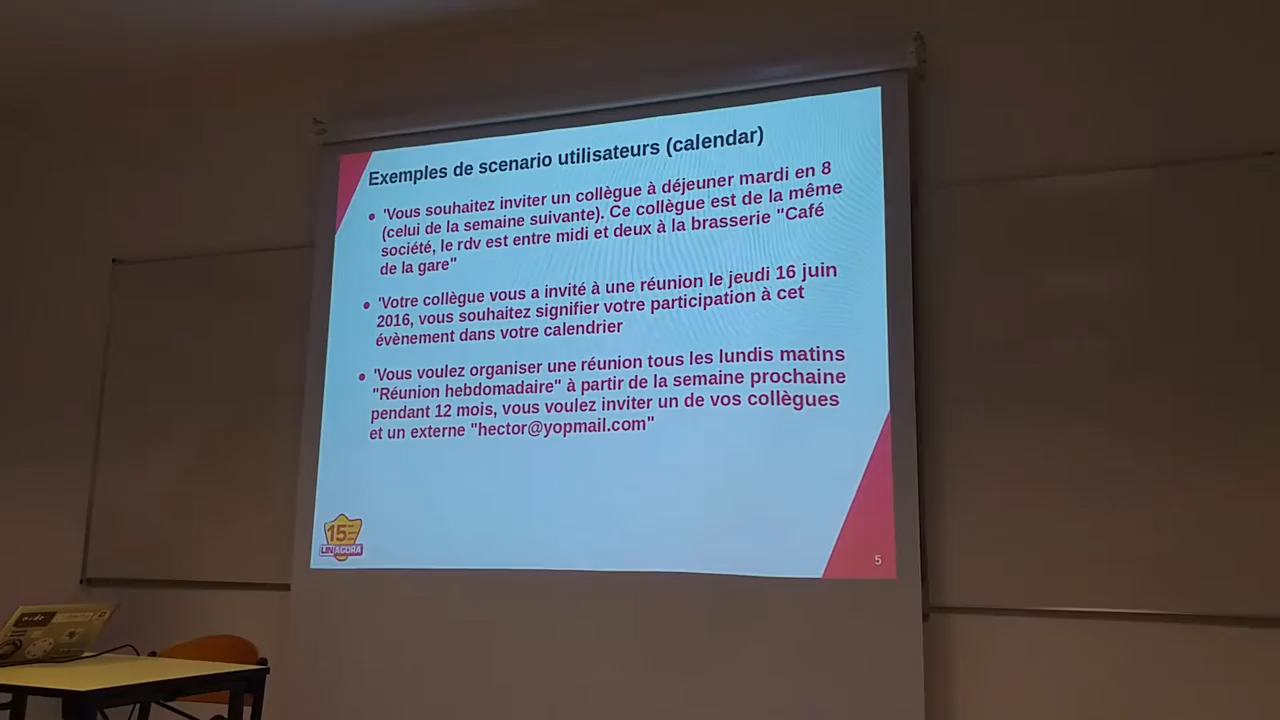 Exemples de scenario utilisateurs (calendar)
• 'Vous souhaitez inviter un collègue à déjeuner mardi en 8
(celui de la semaine suivante). Ce collègue est de la même
société, le rdv est entre midi et deux à la brasserie "Café
de la gare"
• 'Votre collègue vous a invité à une réunion le jeudi 16 juin
2016, vous souhaitez signifier votre participation à cet
évènement dans votre calendrier
• 'Vous voulez organiser une réunion tous les lundis matins
"Réunion hebdomadaire" à partir de la semaine prochaine
pendant 12 mois, vous voulez inviter un de vos collègues
et un externe "hector@yopmail.com"
15
LINAGORA
5